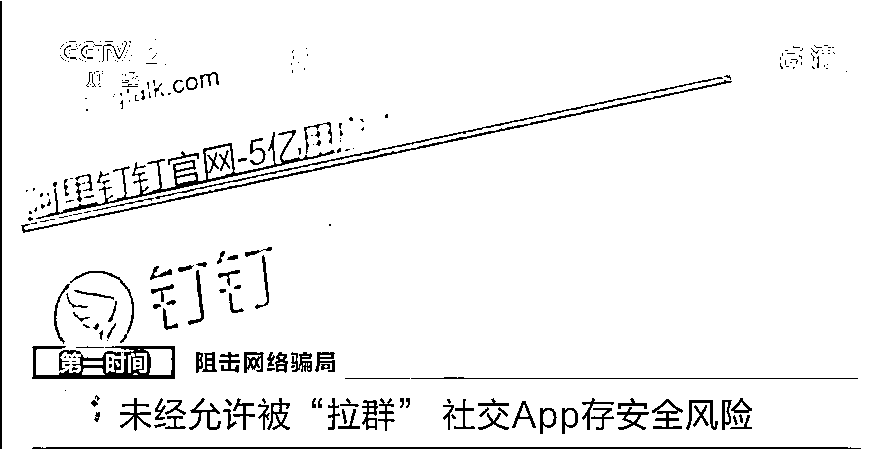 CCTV 2
财经
高清
talk.com
阿里钉钉官网-5亿用户
钉钉
第一时间
阻击网络骗局
未经允许被“拉群” 社交App存安全风险